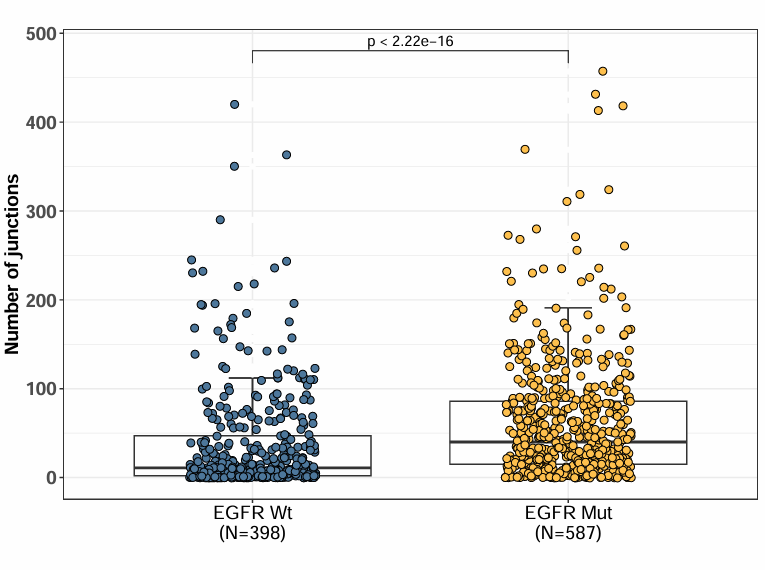 500
p < 2.22e−16
400
300
200
100
0
Number of junctions
EGFR Wt
(N=398)
EGFR Mut
(N=587)